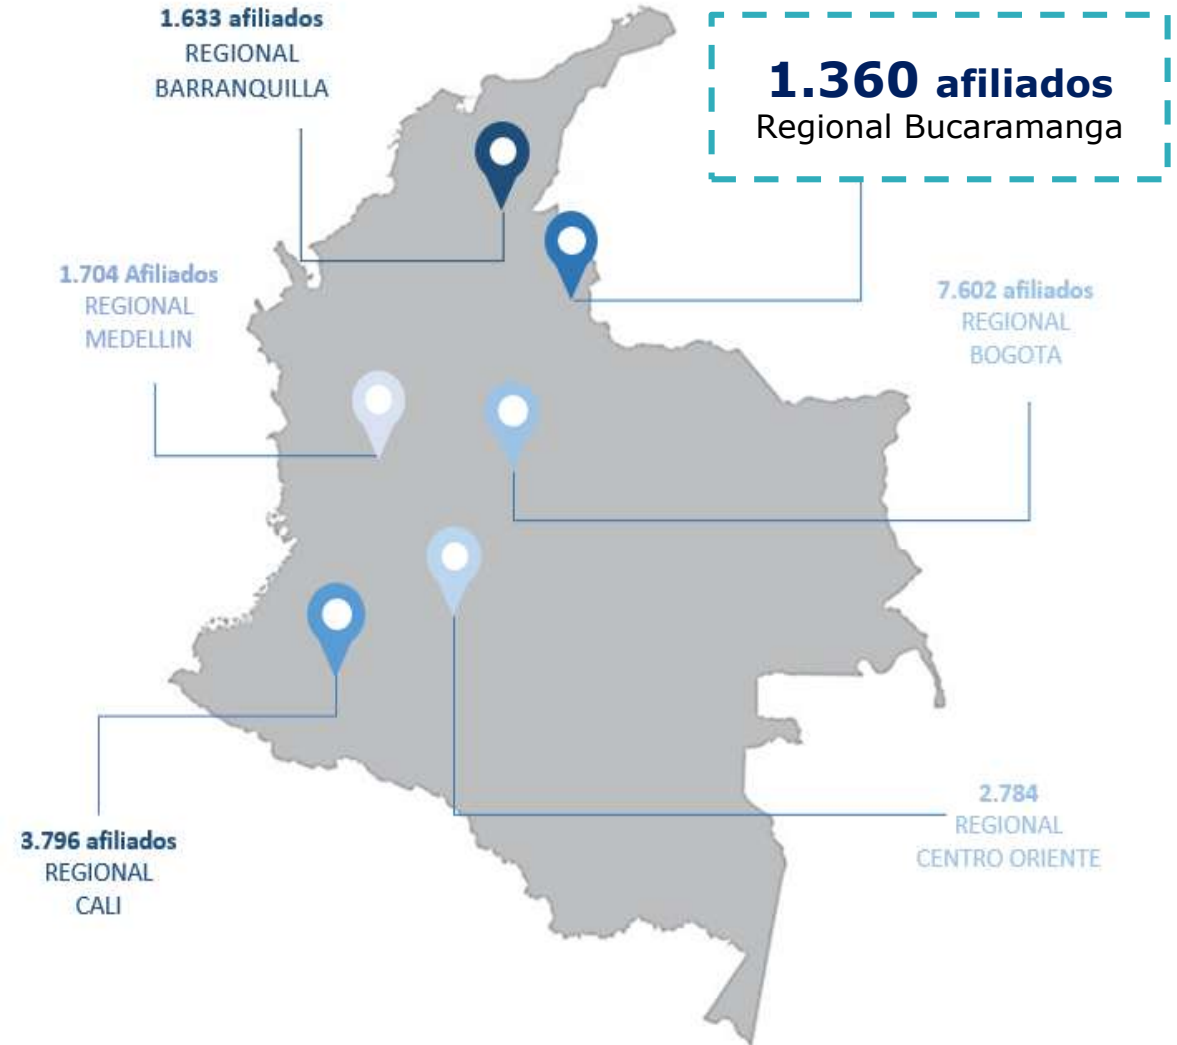 1.633 afiliados
REGIONAL
BARRANQUILLA
1.360 afiliados
Regional Bucaramanga
1.704 Afiliados
REGIONAL
MEDELLIN
7.602 afiliados
REGIONAL
BOGOTA
3.796 afiliados
REGIONAL
CALI
2.784
REGIONAL
CENTRO ORIENTE